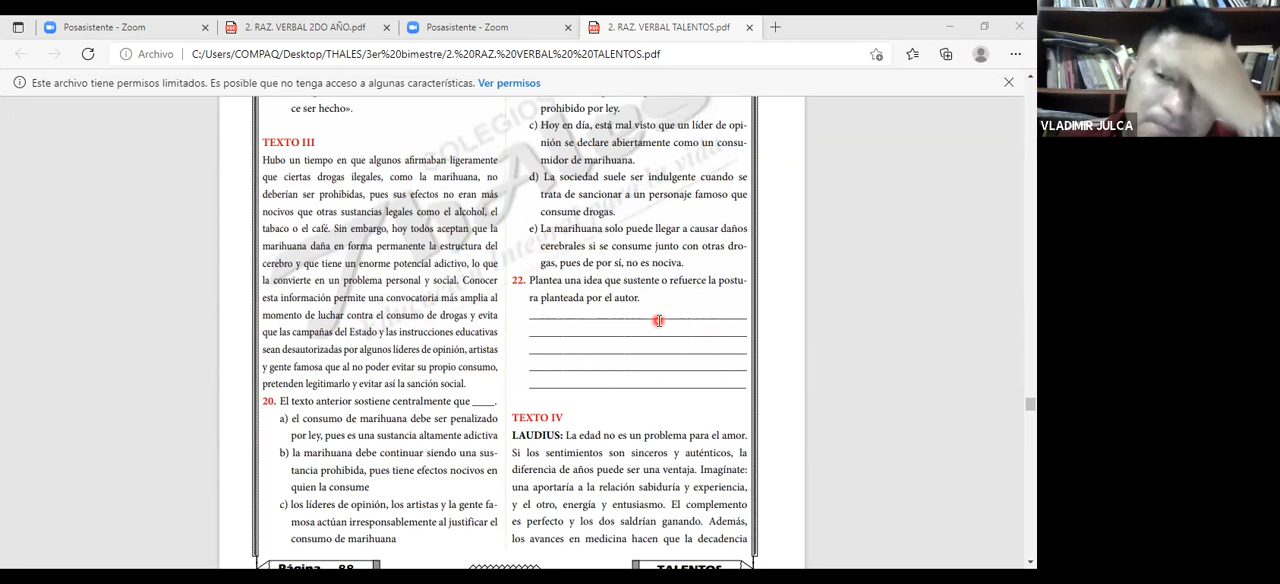 Posasistente - Zoom
2. RAZ. VERBAL 2DO AÑO.pdf
Posasistente - Zoom
2. RAZ. VERBAL TALENTOS.pdf
Archivo
C:/Users/COMPAQ/Desktop/THALES/3er%20bimestre/2.%20RAZ.%20VERBAL%20%20TALENTOS.pdf
Este archivo tiene permisos limitados. Es posible que no tenga acceso a algunas características. Ver permisos
VLADIMIR JULCA
ce ser hecho».
TEXTO III
Hubo un tiempo en que algunos afirmaban ligeramente
que ciertas drogas ilegales, como la marihuana, no
deberían ser prohibidas, pues sus efectos no eran más
nocivos que otras sustancias legales como el alcohol, el
tabaco o el café. Sin embargo, hoy todos aceptan que la
marihuana daña en forma permanente la estructura del
cerebro y que tiene un enorme potencial adictivo, lo que
la convierte en un problema personal y social. Conocer
esta información permite una convocatoria más amplia al
momento de luchar contra el consumo de drogas y evita
que las campañas del Estado y las instrucciones educativas
sean desautorizadas por algunos líderes de opinión, artistas
y gente famosa que al no poder evitar su propio consumo,
pretenden legitimarlo y evitar así la sanción social.
20. El texto anterior sostiene centralmente que ____.
a) el consumo de marihuana debe ser penalizado
por ley, pues es una sustancia altamente adictiva
b) la marihuana debe continuar siendo una sus-
tancia prohibida, pues tiene efectos nocivos en
quien la consume
c) los líderes de opinión, los artistas y la gente fa-
mosa actúan irresponsablemente al justificar el
consumo de marihuana
prohibido por ley.
c) Hoy en día, está mal visto que un líder de opi-
nión se declare abiertamente como un consu-
midor de marihuana.
d) La sociedad suele ser indulgente cuando se
trata de sancionar a un personaje famoso que
consume drogas.
e) La marihuana solo puede llegar a causar daños
cerebrales si se consume junto con otras dro-
gas, pues de por sí, no es nociva.
22. Plantea una idea que sustente o refuerce la postu-
ra planteada por el autor.
TEXTO IV
LAUDIUS: La edad no es un problema para el amor.
Si los sentimientos son sinceros y auténticos, la
diferencia de años puede ser una ventaja. Imagínate:
una aportaría a la relación sabiduría y experiencia,
y el otro, energía y entusiasmo. El complemento
es perfecto y los dos saldrían ganando. Además,
los avances en medicina hacen que la decadencia
Página 88
TALENTOS
COLEGIOS